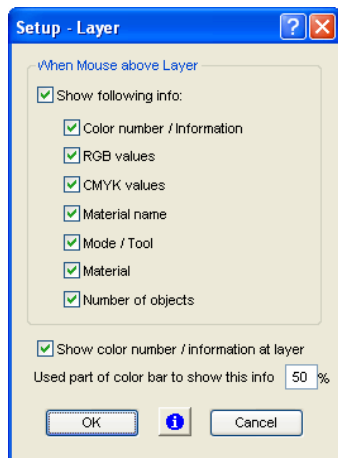 Setup - Layer
When Mouse above Layer
Show following info:
Color number / Information
RGB values
CMYK values
Material name
Mode / Tool
Material
Number of objects
Show color number / information at layer
Used part of color bar to show this info 50 %
OK Cancel